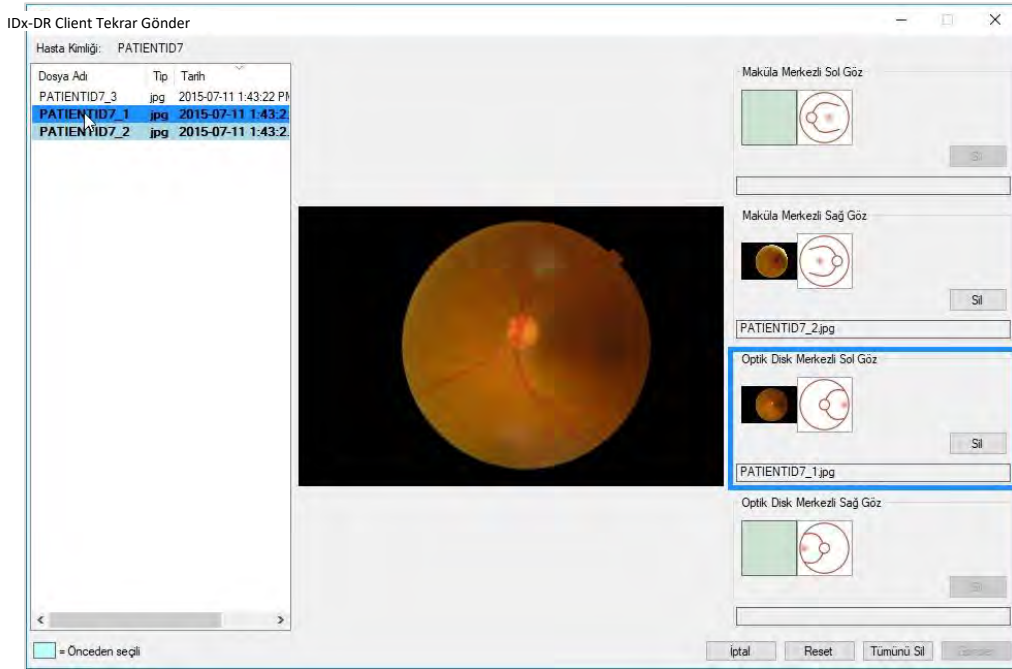 IDx-DR Client Tekrar Gönder
Hasta Kimliği: PATIENTID7
Dosya Adı Tip Tarih
PATIENTID7_3 jpg 2015-07-11 1:43:22 PM
PATIENTID7_1 jpg 2015-07-11 1:43:2.
PATIENTID7_2 jpg 2015-07-11 1:43:2.
= Önceden seçili
Maküla Merkezli Sol Göz
Sil
Maküla Merkezli Sağ Göz
Sil
PATIENTID7_2.jpg
Optik Disk Merkezli Sol Göz
Sil
PATIENTID7_1.jpg
Optik Disk Merkezli Sağ Göz
Sil
İptal Reset Tümünü Sil Gönder